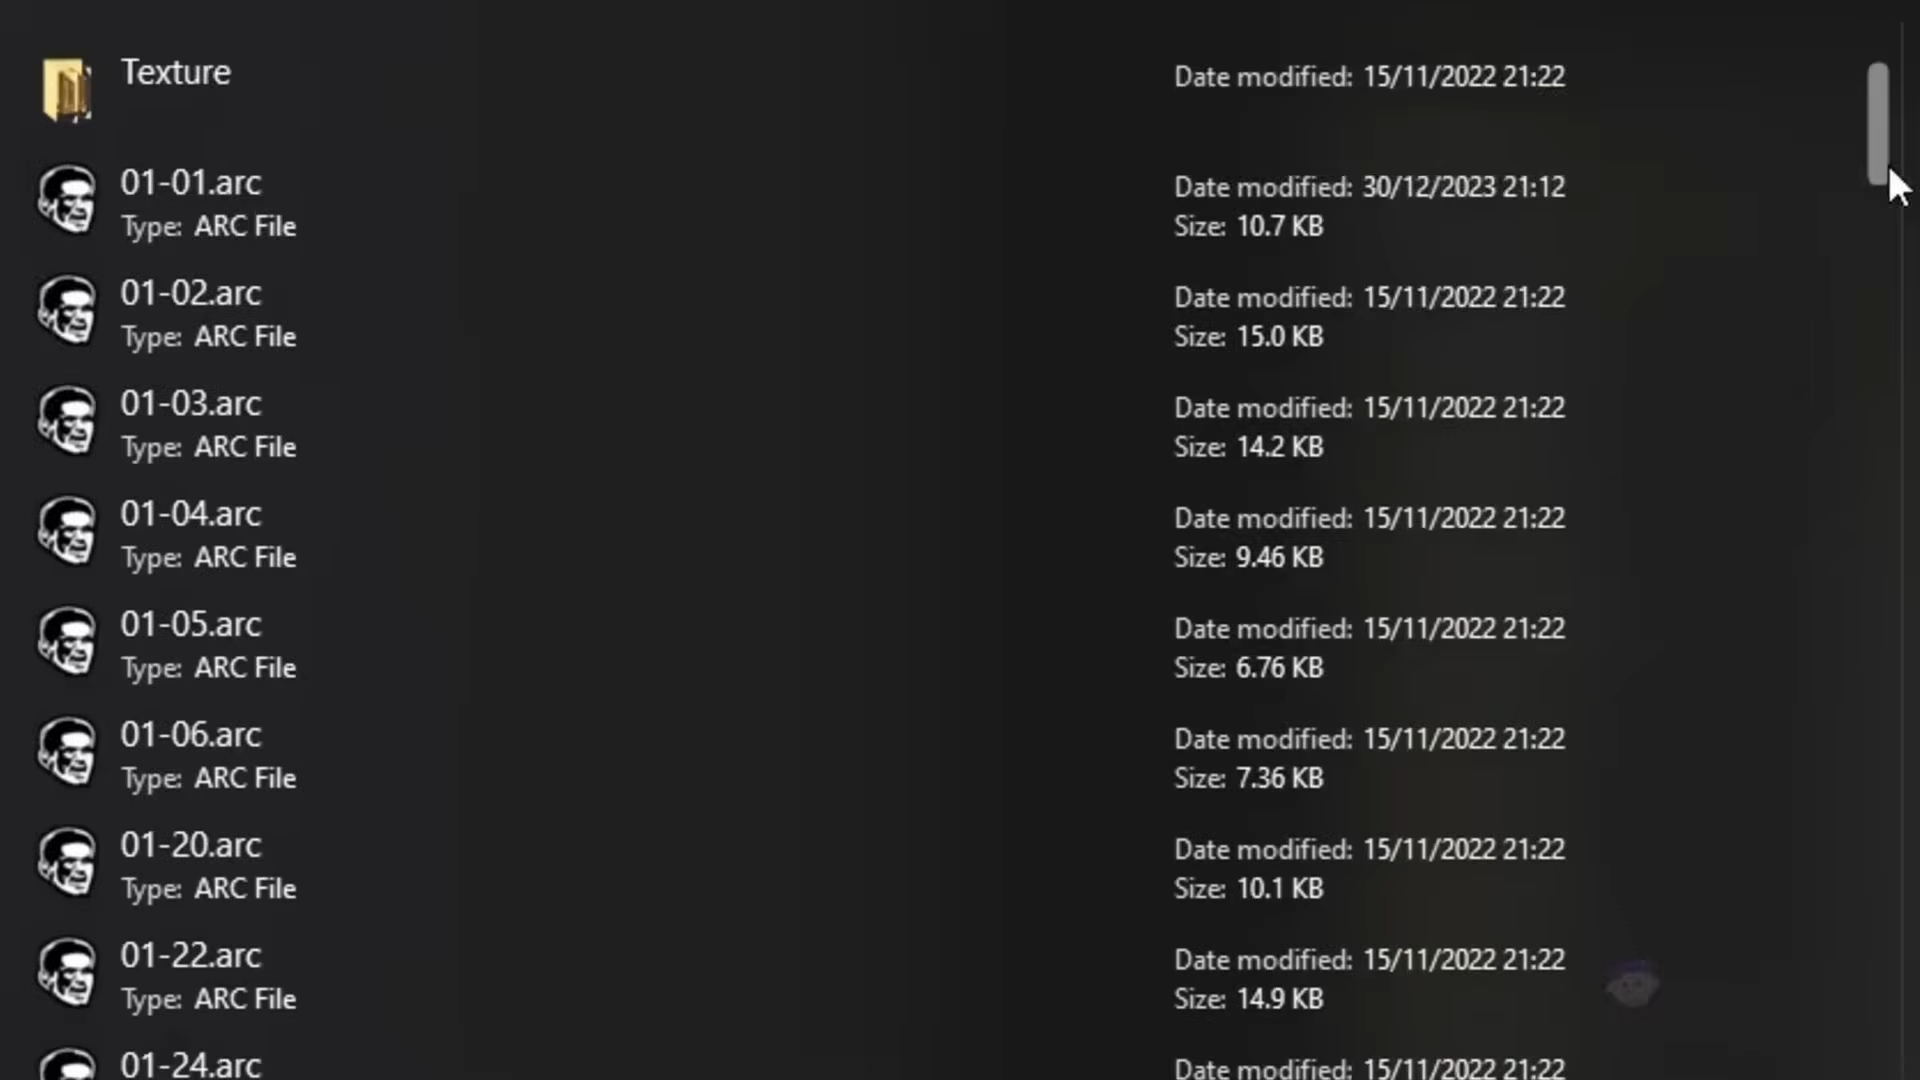 Texture
Date modified: 15/11/2022 21:22
01-01.arc
Date modified: 30/12/2023 21:12
Type: ARC File
Size: 10.7 KB
01-02.arc
Date modified: 15/11/2022 21:22
Type: ARC File
Size: 15.0 KB
01-03.arc
Date modified: 15/11/2022 21:22
Type: ARC File
Size: 14.2 KB
01-04.arc
Date modified: 15/11/2022 21:22
Type: ARC File
Size: 9.46 KB
01-05.arc
Date modified: 15/11/2022 21:22
Type: ARC File
Size: 6.76 KB
01-06.arc
Date modified: 15/11/2022 21:22
Type: ARC File
Size: 7.36 KB
01-20.arc
Date modified: 15/11/2022 21:22
Type: ARC File
Size: 10.1 KB
01-22.arc
Date modified: 15/11/2022 21:22
Type: ARC File
Size: 14.9 KB
01-24.arc
Date modified: 15/11/2022 21:22